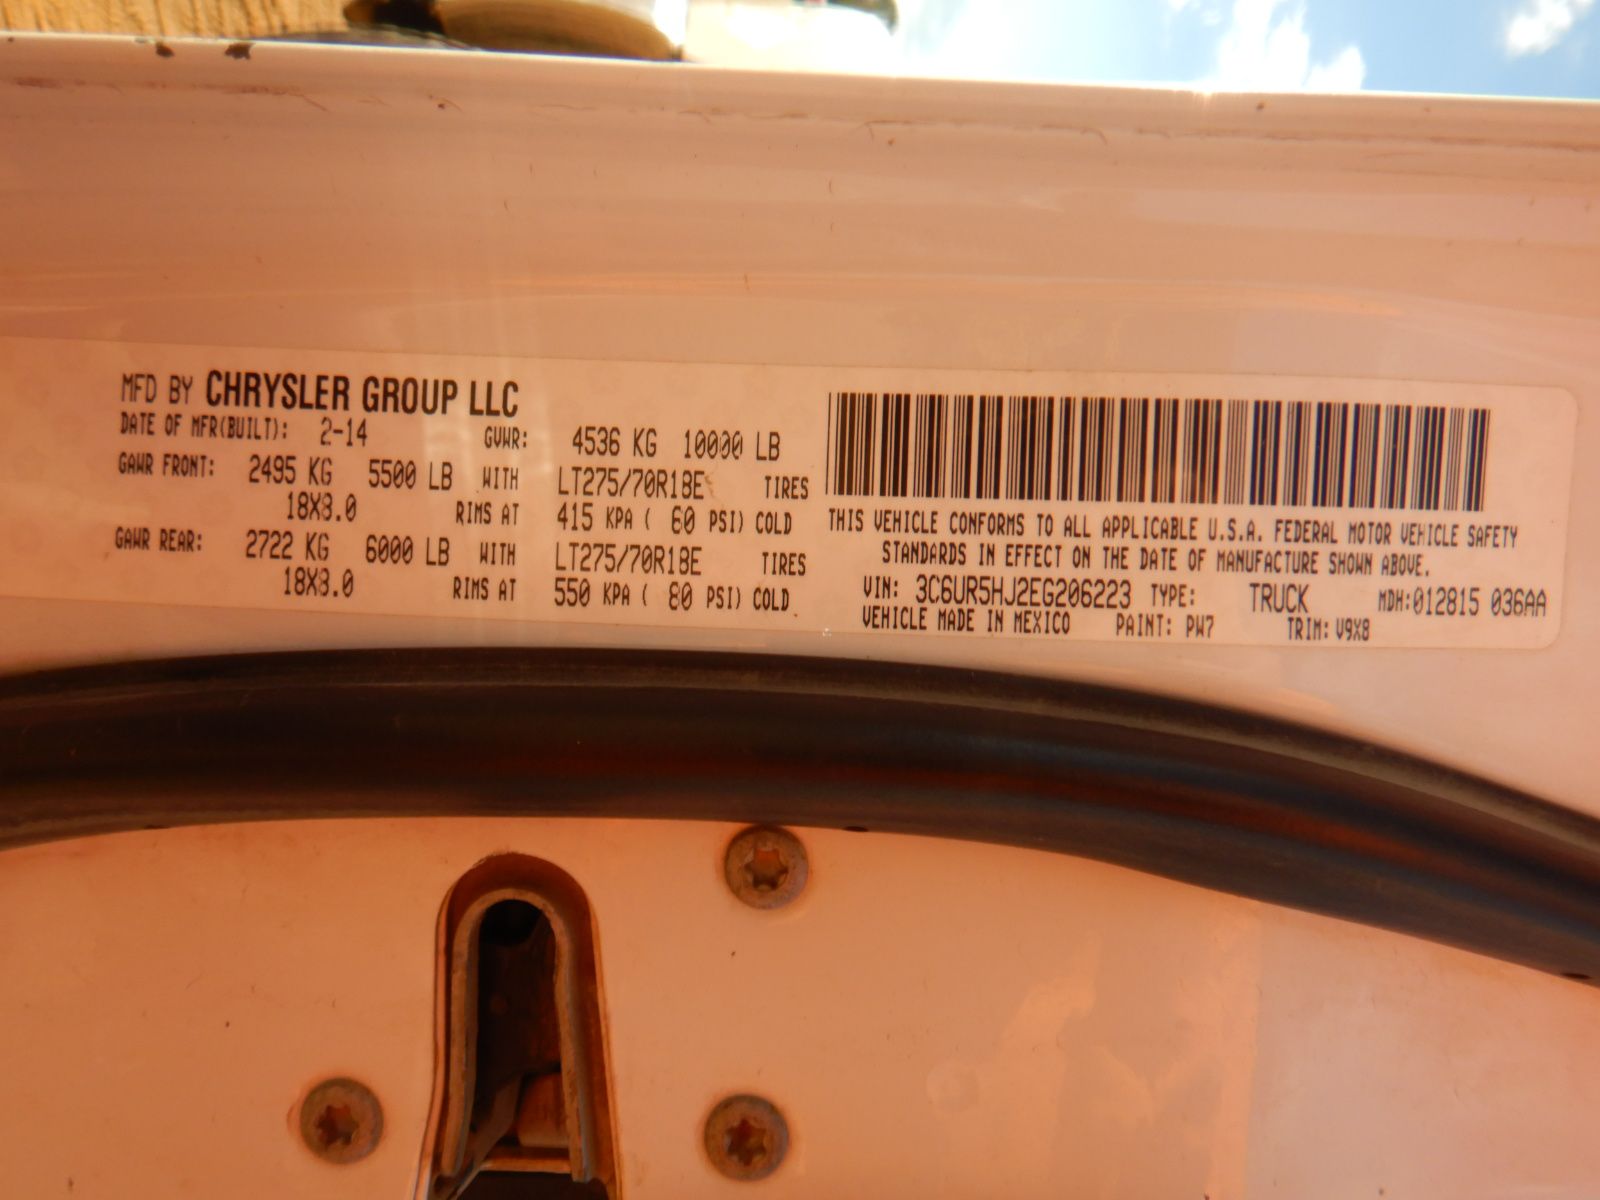 MFD BY CHRYSLER GROUP LLC
DATE OF MFR(BUILT): 2-14 GVWR: 4536 KG 10000 LB
GAWR FRONT: 2495 KG 5500 LB WITH LT275/70R18E TIRES
18X8.0 RIMS AT 415 KPA ( 60 PSI) COLD
GAWR REAR: 2722 KG 6000 LB WITH LT275/70R18E TIRES
18X8.0 RIMS AT 550 KPA ( 80 PSI) COLD
THIS VEHICLE CONFORMS TO ALL APPLICABLE U.S.A. FEDERAL MOTOR VEHICLE SAFETY
STANDARDS IN EFFECT ON THE DATE OF MANUFACTURE SHOWN ABOVE.
VIN: 3C6UR5HJ2EG206223 TYPE: TRUCK MDH:012815 036AA
VEHICLE MADE IN MEXICO PAINT: PW7 TRIM: V9X8